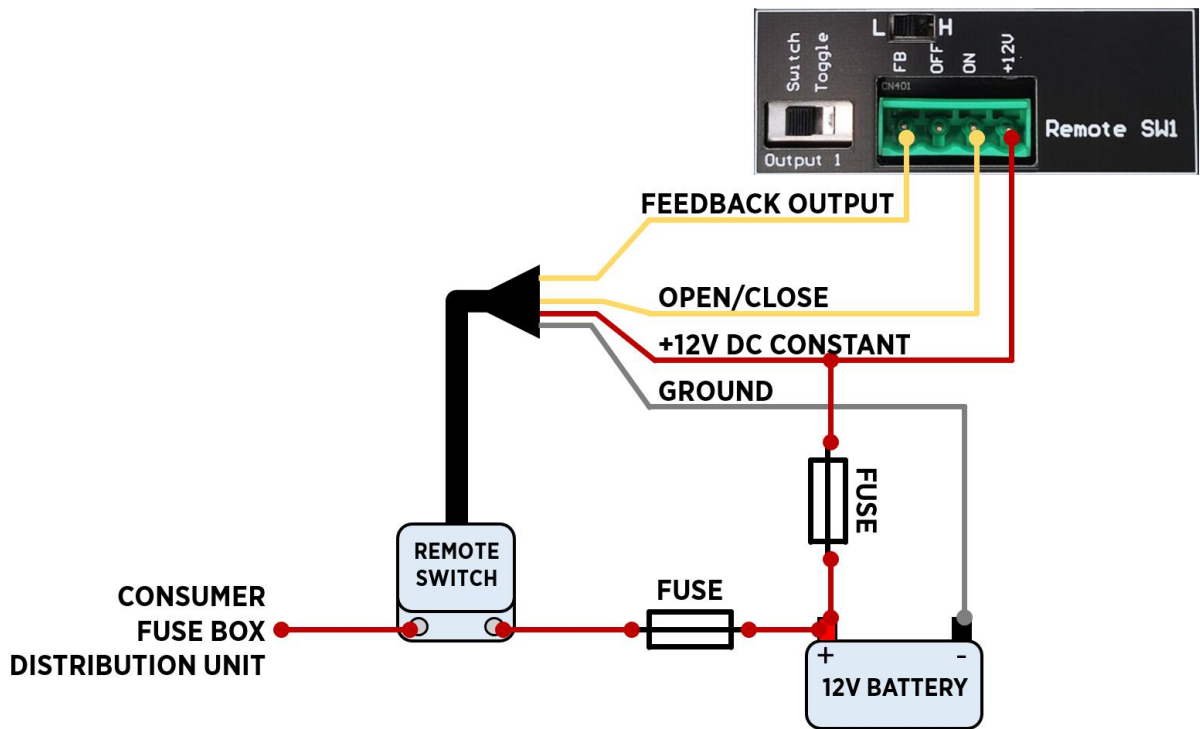 L H
Switch
Toggle
FB
OFF
ON
+12V
CN401
Remote SW1
Output 1
FEEDBACK OUTPUT
OPEN/CLOSE
+12V DC CONSTANT
GROUND
FUSE
REMOTE
SWITCH
FUSE
CONSUMER
FUSE BOX
DISTRIBUTION UNIT
+ -
12V BATTERY